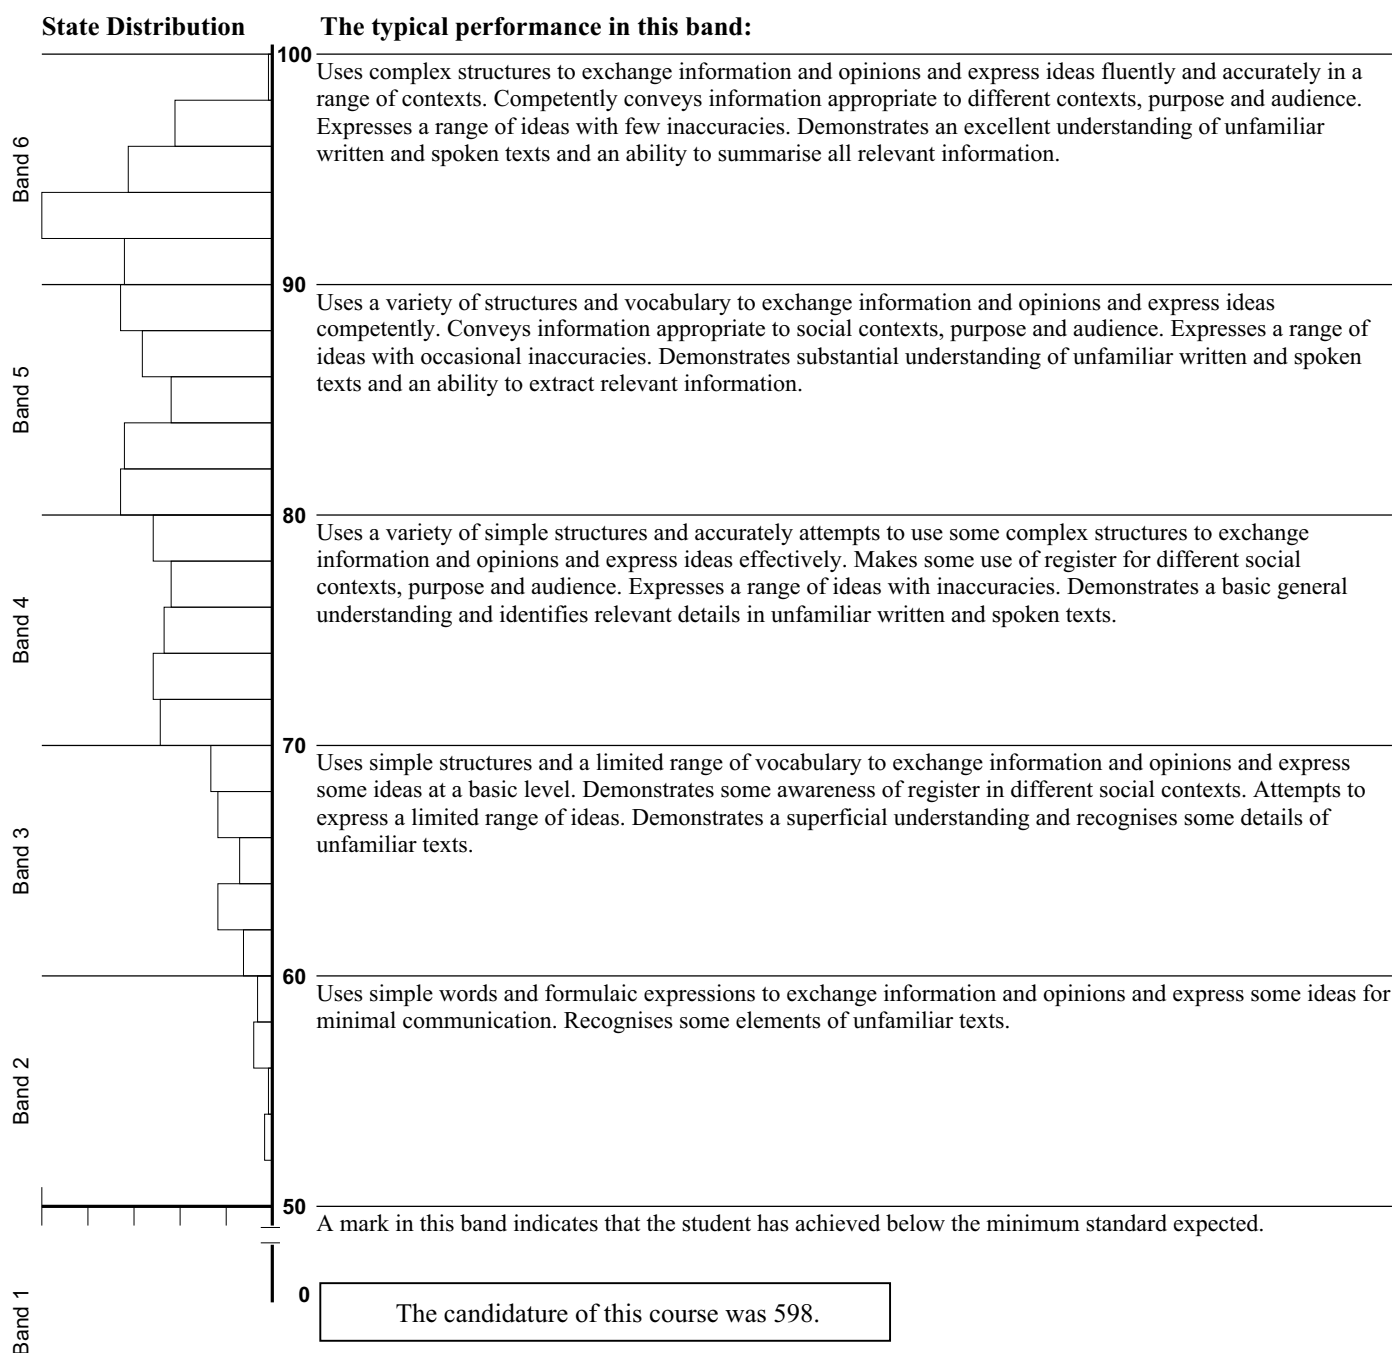 State Distribution
The typical performance in this band:
100
Uses complex structures to exchange information and opinions and express ideas fluently and accurately in a
range of contexts. Competently conveys information appropriate to different contexts, purpose and audience.
Expresses a range of ideas with few inaccuracies. Demonstrates an excellent understanding of unfamiliar
written and spoken texts and an ability to summarise all relevant information.
Band 6
90
Uses a variety of structures and vocabulary to exchange information and opinions and express ideas
competently. Conveys information appropriate to social contexts, purpose and audience. Expresses a range of
ideas with occasional inaccuracies. Demonstrates substantial understanding of unfamiliar written and spoken
texts and an ability to extract relevant information.
Band 5
80
Uses a variety of simple structures and accurately attempts to use some complex structures to exchange
information and opinions and express ideas effectively. Makes some use of register for different social
contexts, purpose and audience. Expresses a range of ideas with inaccuracies. Demonstrates a basic general
understanding and identifies relevant details in unfamiliar written and spoken texts.
Band 4
70
Uses simple structures and a limited range of vocabulary to exchange information and opinions and express
some ideas at a basic level. Demonstrates some awareness of register in different social contexts. Attempts to
express a limited range of ideas. Demonstrates a superficial understanding and recognises some details of
unfamiliar texts.
Band 3
60
Uses simple words and formulaic expressions to exchange information and opinions and express some ideas for
minimal communication. Recognises some elements of unfamiliar texts.
Band 2
50
A mark in this band indicates that the student has achieved below the minimum standard expected.
0
Band 1
The candidature of this course was 598.